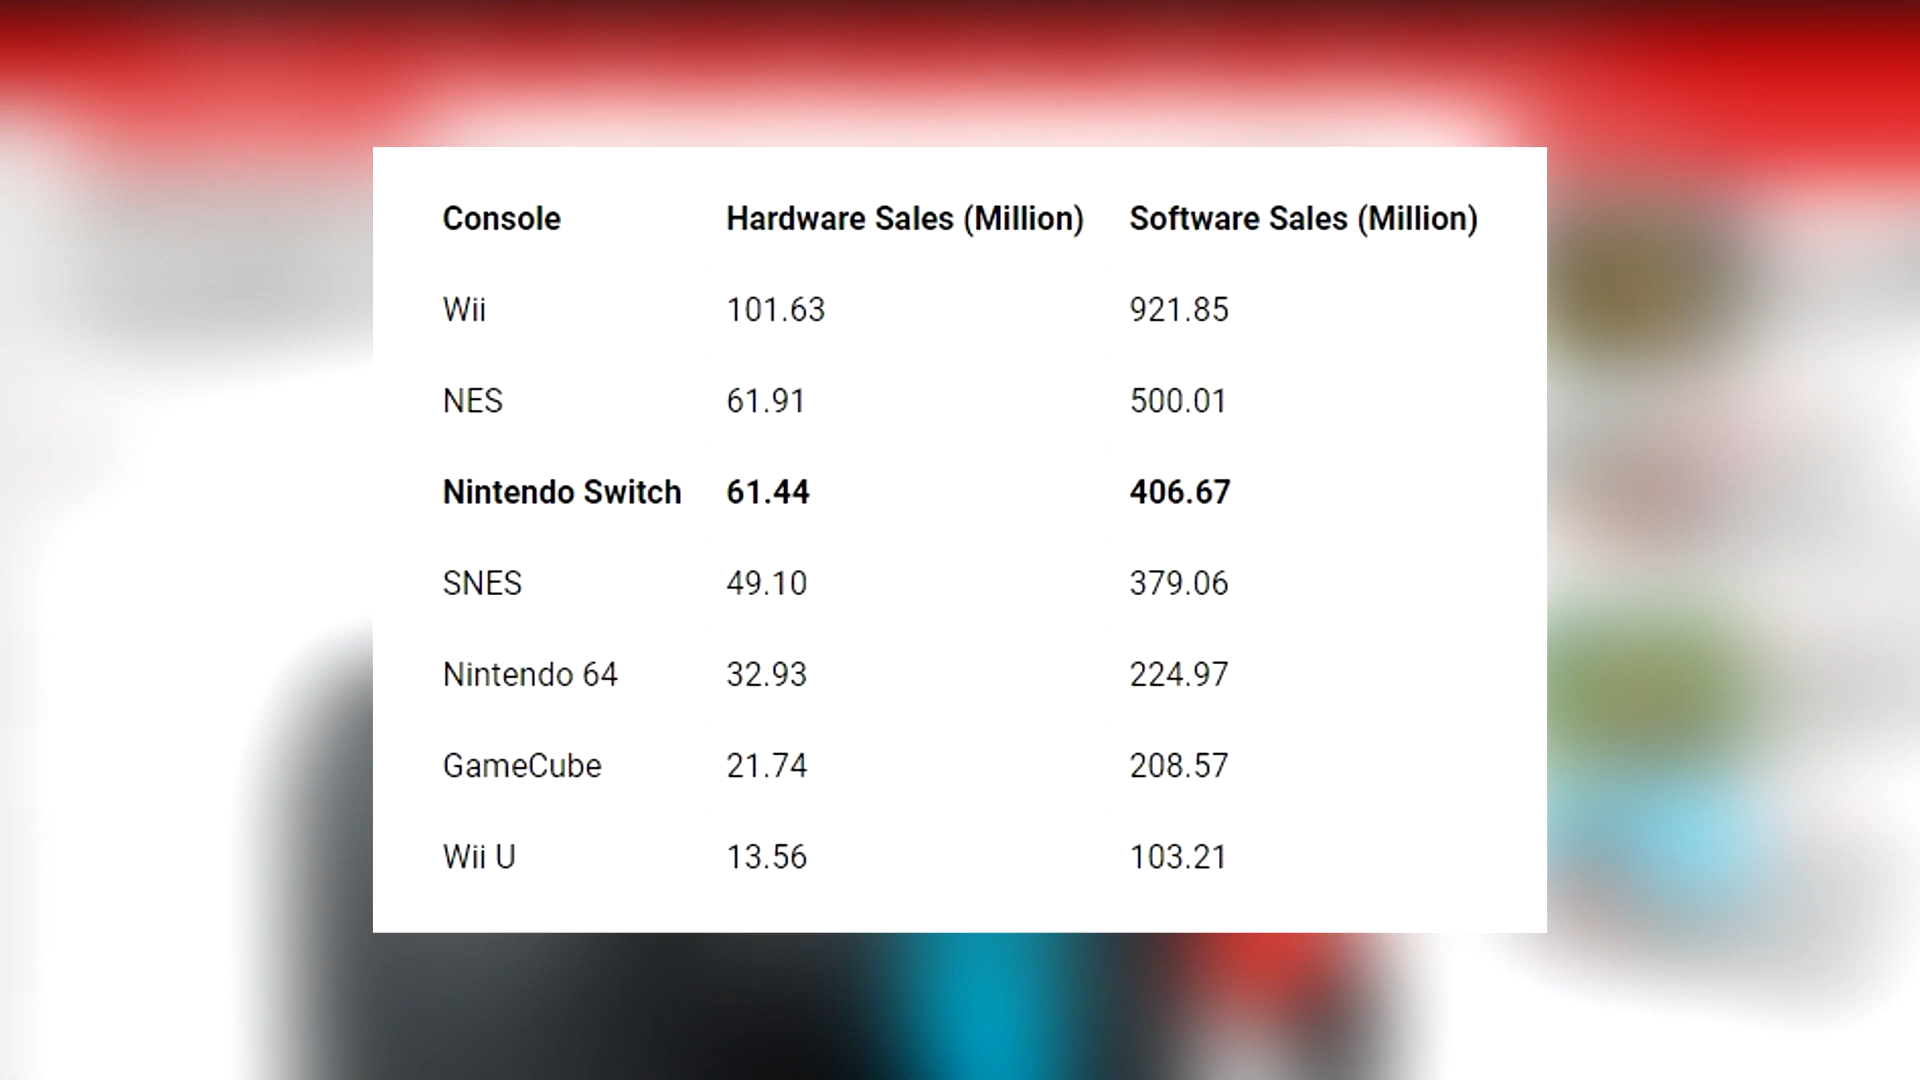 Console Hardware Sales (Million) Software Sales (Million)
Wii 101.63 921.85
NES 61.91 500.01
Nintendo Switch 61.44 406.67
SNES 49.10 379.06
Nintendo 64 32.93 224.97
GameCube 21.74 208.57
Wii U 13.56 103.21